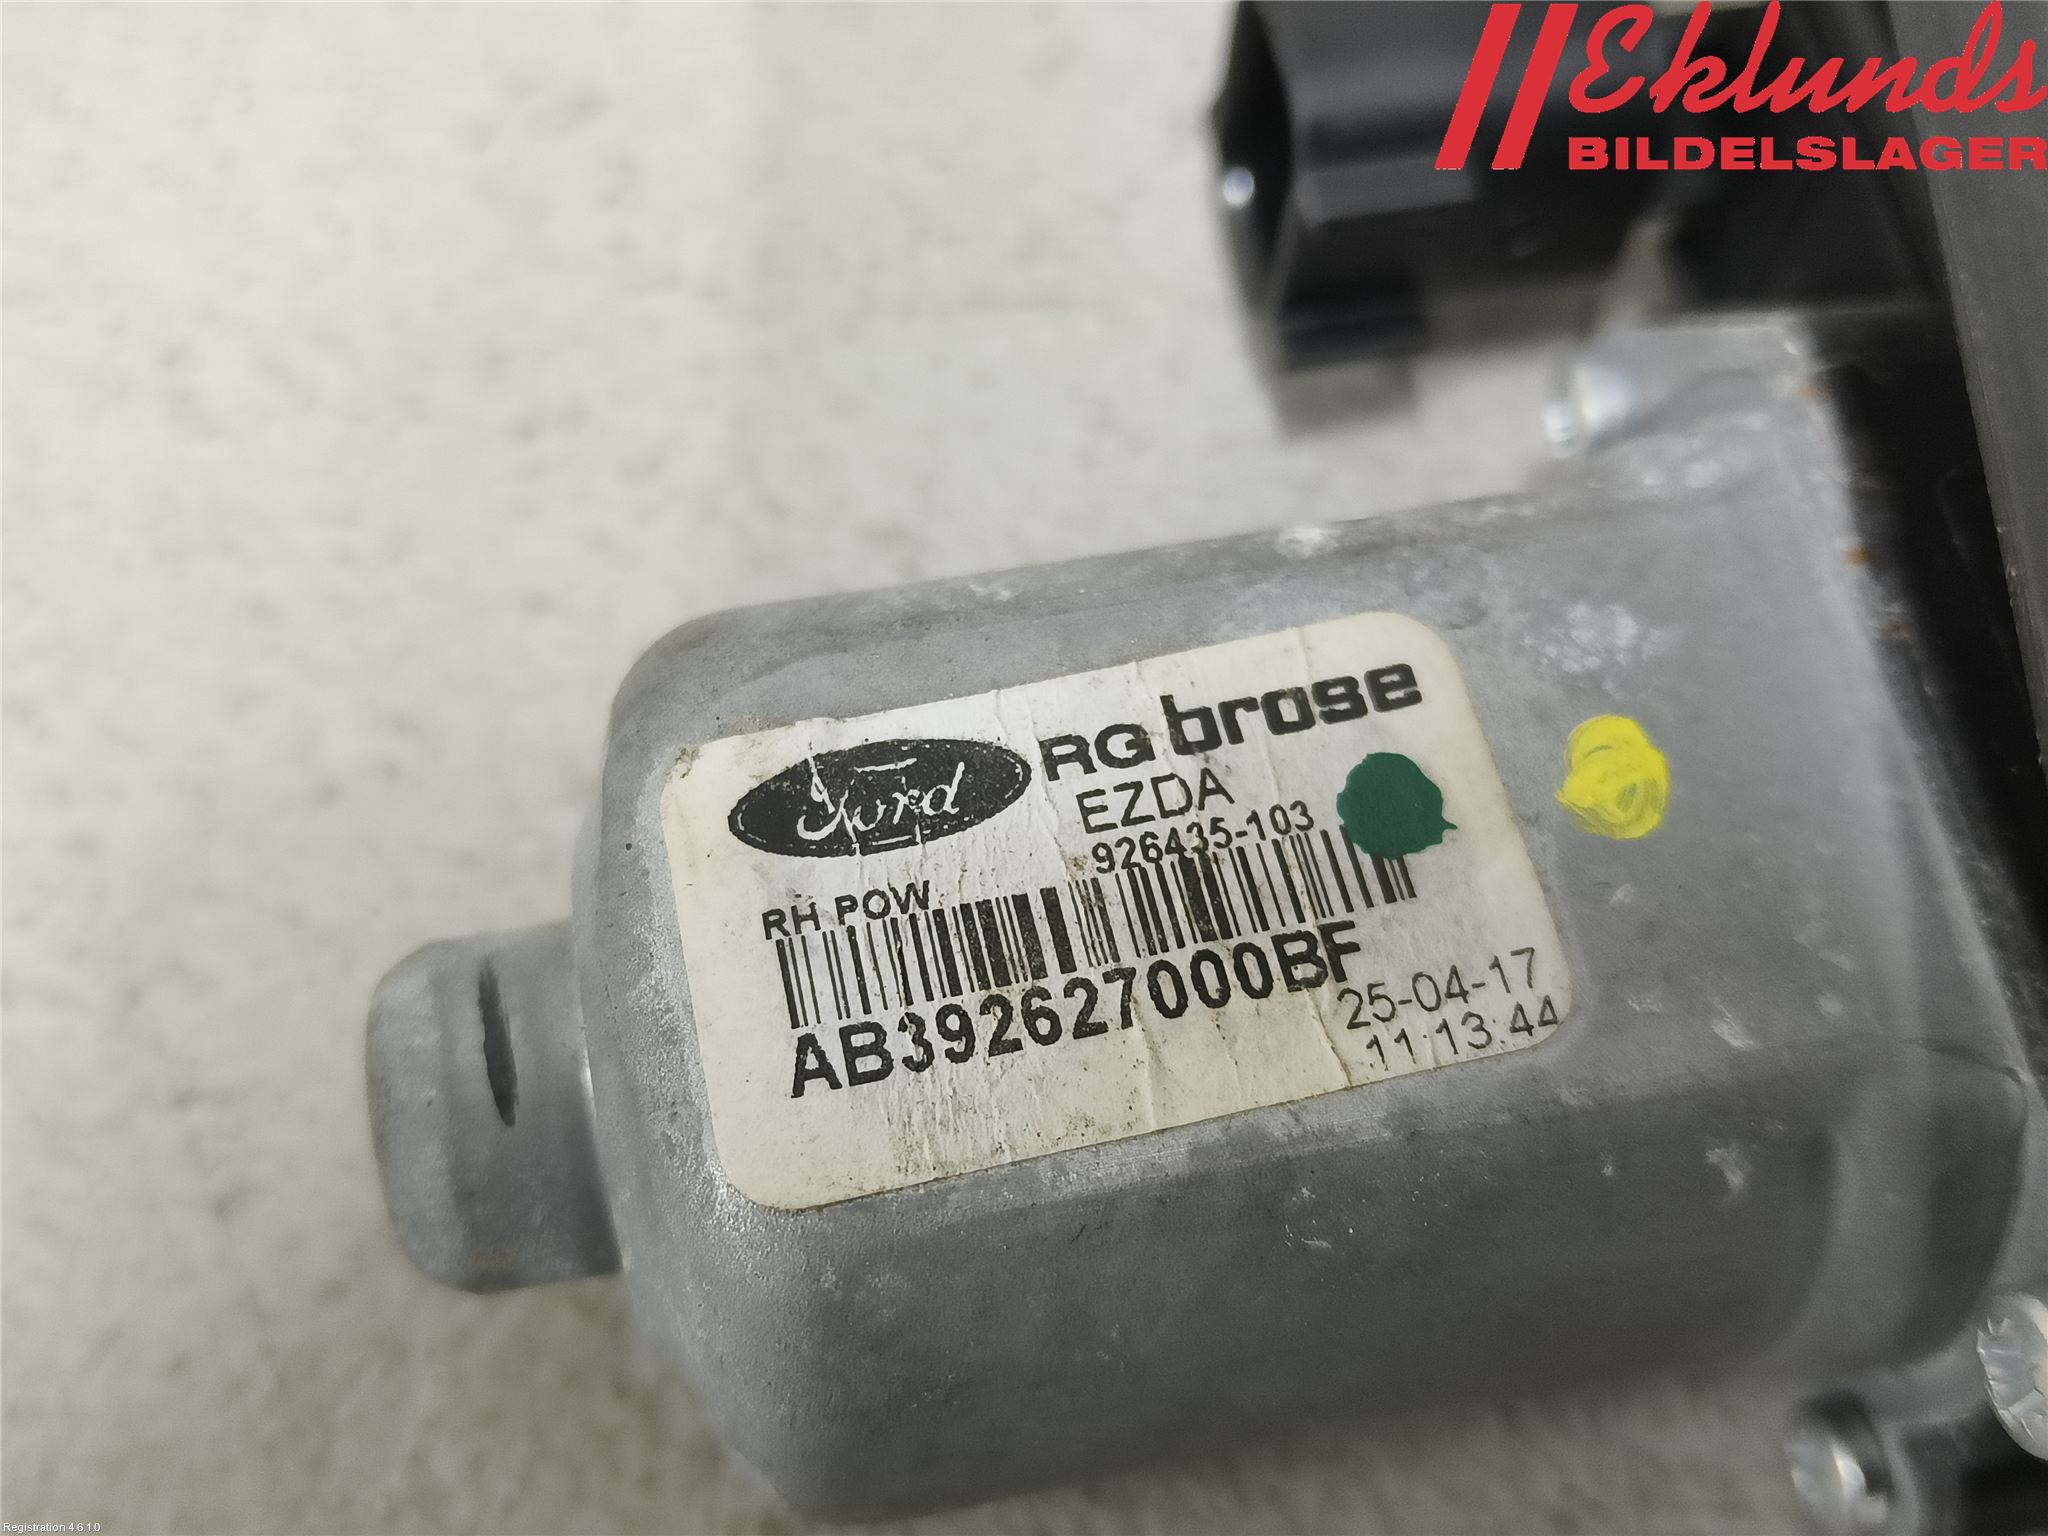 Eklunds
BILDELSLAGER
Ford RG brose
EZDA
926435-103
RH POW
AB392627000BF
25-04-17
11:13:44
Registration 4.6.1.0